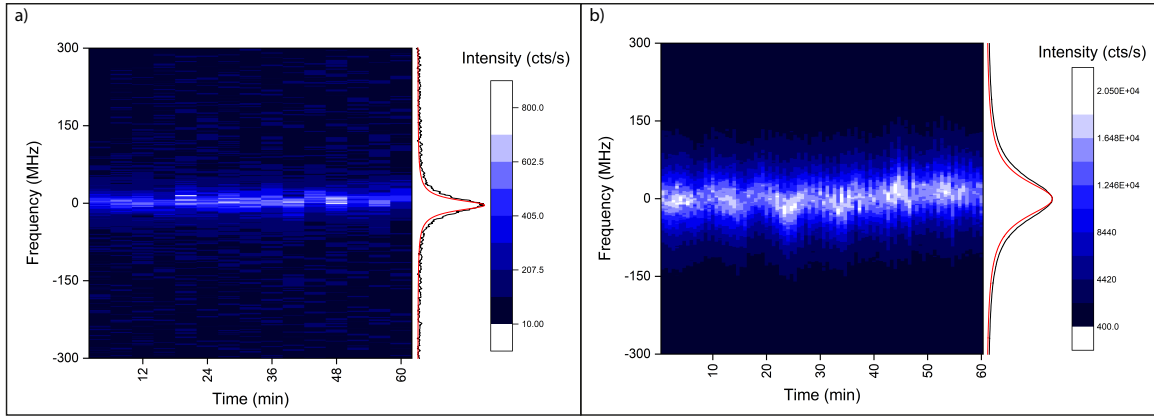 a)
Intensity (cts/s)
300
150
0
-150
-300
Frequency (MHz)
12
24
36
48
60
Time (min)
800.0
602.5
405.0
207.5
10.00
b)
Intensity (cts/s)
300
150
0
-150
-300
Frequency (MHz)
10
20
30
40
50
60
Time (min)
2.050E+04
1.648E+04
1.246E+04
8440
4420
400.0